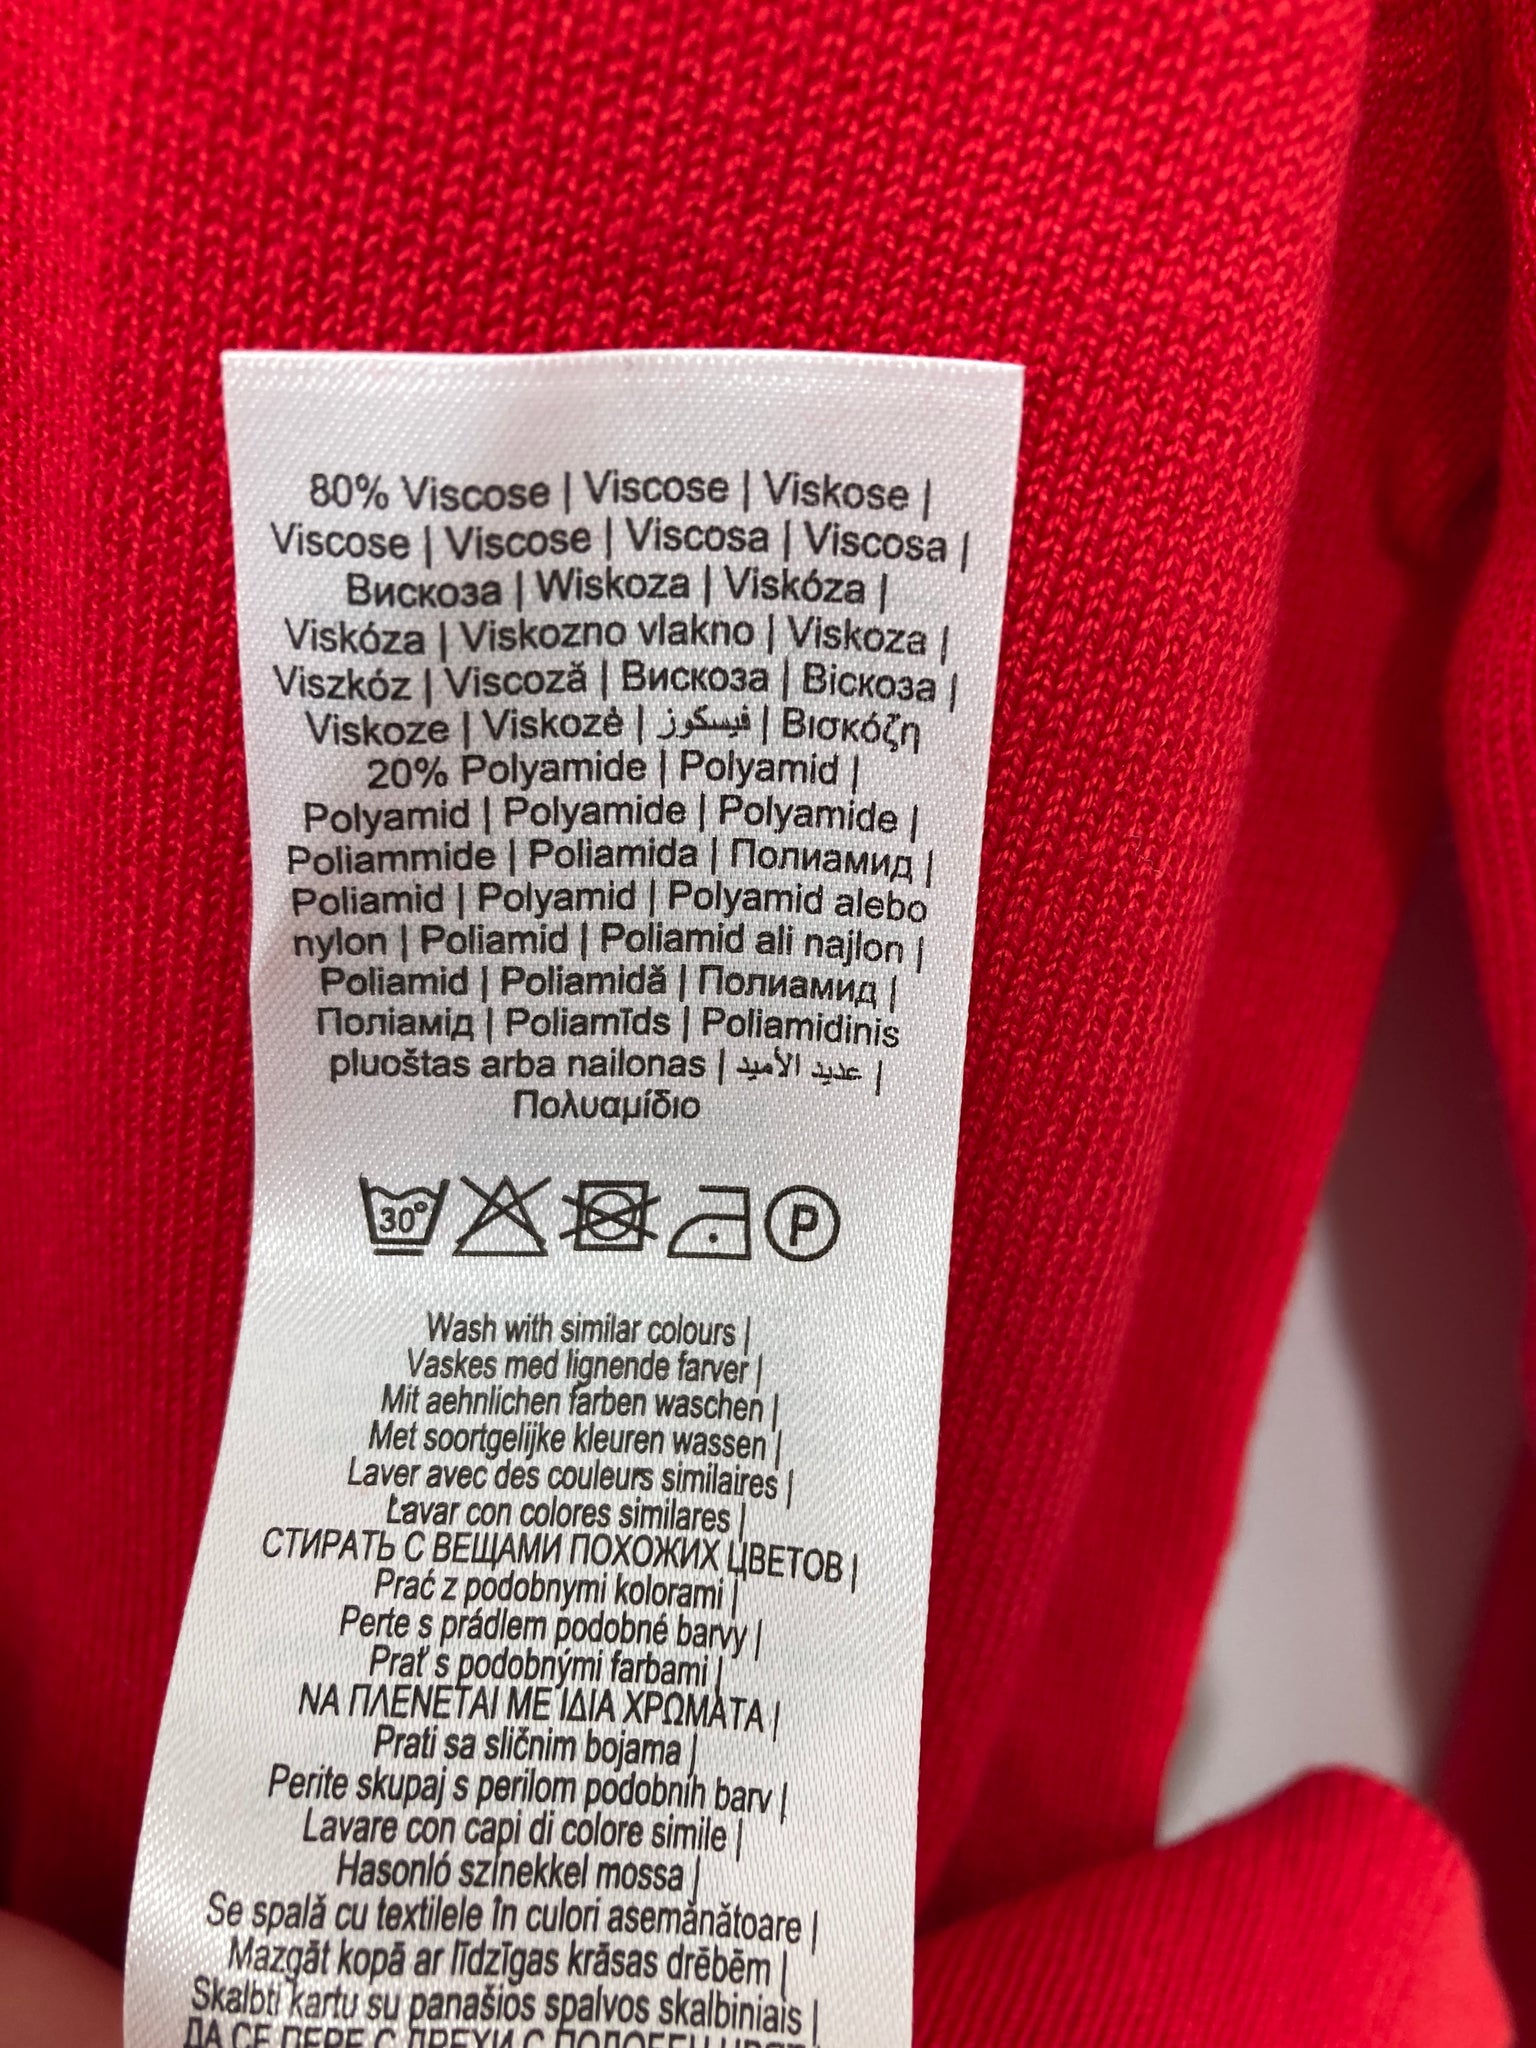 80% Viscose | Viscose | Viskose |
Viscose | Viscose | Viscosa | Viscosa |
Вискоза | Wiskoza | Viskóza |
Viskóza | Viskozno vlakno | Viskoza |
Viszkóz | Viscoză | Вискоза | Віскоза |
Viskoze | Viskozė | فيسكوز | Βισκόζη
20% Polyamide | Polyamid |
Polyamid | Polyamide | Polyamide |
Poliammide | Poliamida | Полиамид |
Poliamid | Polyamid | Polyamid alebo
nylon | Poliamid | Poliamid ali najlon |
Poliamid | Poliamidă | Полиамид |
Поліамід | Poliamīds | Poliamidinis
pluoštas arba nailonas | عديد الأميد |
Πολυαμίδιο
30° P
Wash with similar colours |
Vaskes med lignende farver |
Mit aehnlichen farben waschen |
Met soortgelijke kleuren wassen |
Laver avec des couleurs similaires |
Lavar con colores similares |
СТИРАТЬ С ВЕЩАМИ ПОХОЖИХ ЦВЕТОВ |
Prać z podobnymi kolorami |
Perte s prádlem podobné barvy |
Prať s podobnými farbami |
ΝΑ ΠΛΕΝΕΤΑΙ ΜΕ ΙΔΙΑ ΧΡΩΜΑΤΑ |
Prati sa sličnim bojama |
Perite skupaj s perilom podobnih barv |
Lavare con capi di colore simile |
Hasonló színekkel mossa |
Se spală cu textilele în culori asemănătoare |
Mazgāt kopā ar līdzīgas krāsas drēbēm |
Skalbti kartu su panašios spalvos skalbiniais |
ДА СЕ ПЕРЕ С ДРЕХИ С ПОДОБЕН